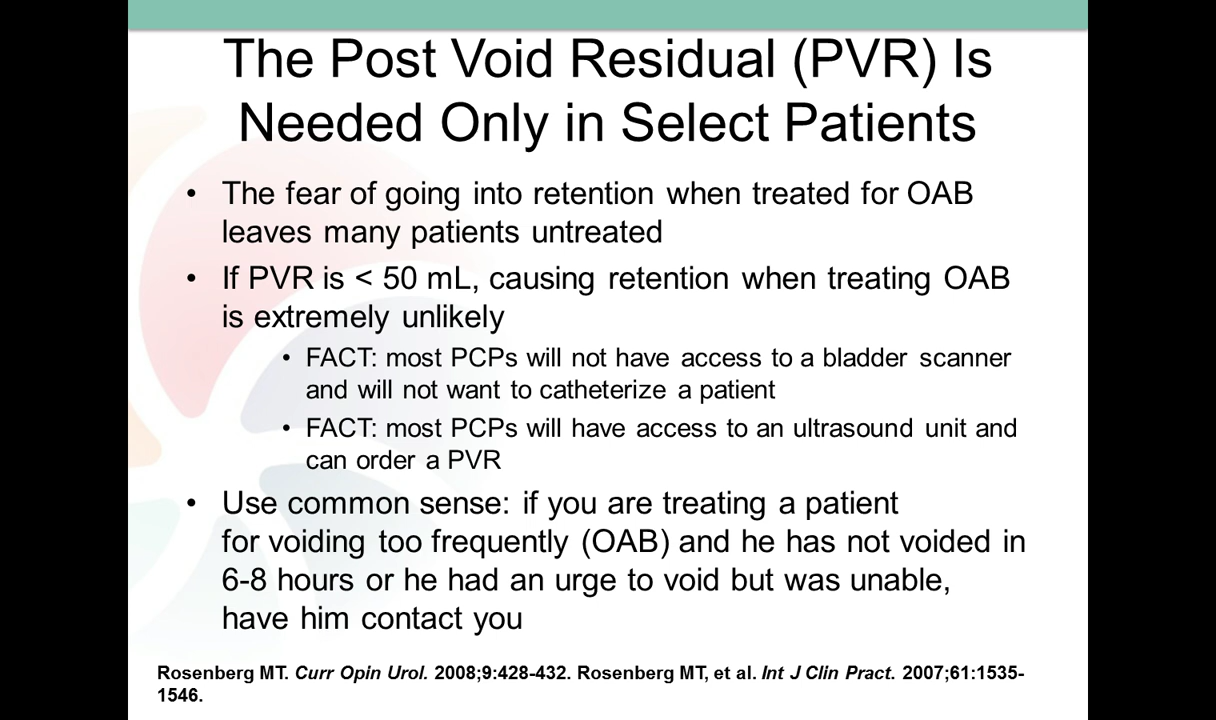 The Post Void Residual (PVR) Is
Needed Only in Select Patients
• The fear of going into retention when treated for OAB
leaves many patients untreated
• If PVR is < 50 mL, causing retention when treating OAB
is extremely unlikely
• FACT: most PCPs will not have access to a bladder scanner
and will not want to catheterize a patient
• FACT: most PCPs will have access to an ultrasound unit and
can order a PVR
• Use common sense: if you are treating a patient
for voiding too frequently (OAB) and he has not voided in
6-8 hours or he had an urge to void but was unable,
have him contact you
Rosenberg MT. Curr Opin Urol. 2008;9:428-432. Rosenberg MT, et al. Int J Clin Pract. 2007;61:1535-
1546.